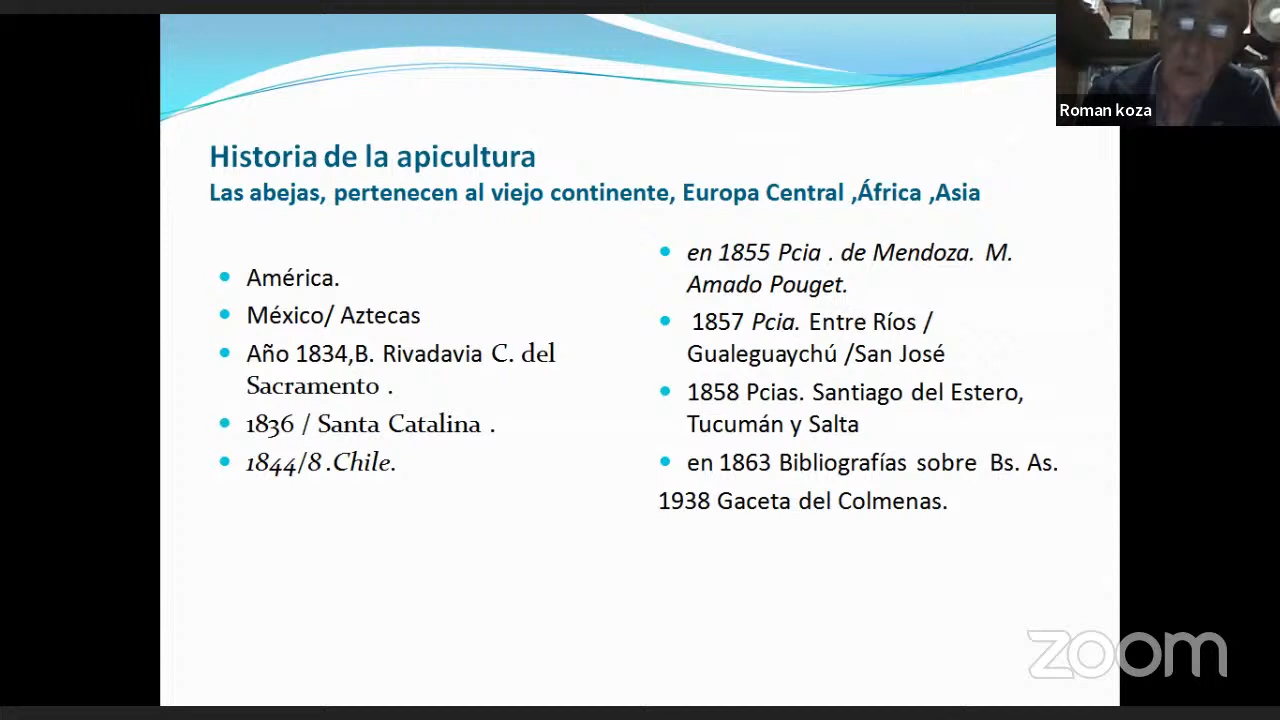 Roman koza
Historia de la apicultura
Las abejas, pertenecen al viejo continente, Europa Central ,África ,Asia
América.
México/ Aztecas
Año 1834,B. Rivadavia C. del
Sacramento .
1836 / Santa Catalina .
1844/8 .Chile.
en 1855 Pcia . de Mendoza. M.
Amado Pouget.
1857 Pcia. Entre Ríos /
Gualeguaychú /San José
1858 Pcias. Santiago del Estero,
Tucumán y Salta
en 1863 Bibliografías sobre Bs. As.
1938 Gaceta del Colmenas.
zoom